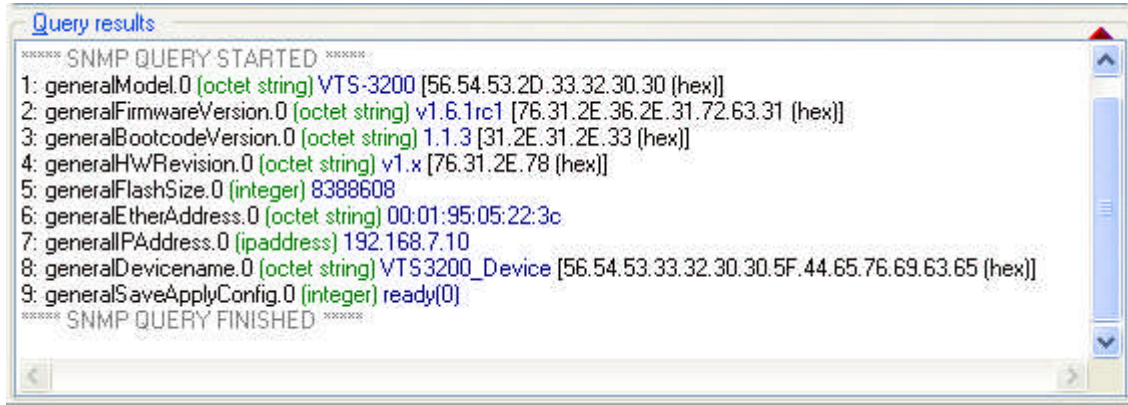 Query results
***** SNMP QUERY STARTED *****
1: generalModel.0 (octet string) VTS-3200 [56.54.53.2D.33.32.30.30 (hex)]
2: generalFirmwareVersion.0 (octet string) v1.6.1rc1 [76.31.2E.36.2E.31.72.63.31 (hex)]
3: generalBootcodeVersion.0 (octet string) 1.1.3 [31.2E.31.2E.33 (hex)]
4: generalHWRevision.0 (octet string) v1.x [76.31.2E.78 (hex)]
5: generalFlashSize.0 (integer) 8388608
6: generalEtherAddress.0 (octet string) 00:01:95:05:22:3c
7: generalIPAddress.0 (ipaddress) 192.168.7.10
8: generalDevicename.0 (octet string) VTS3200_Device [56.54.53.33.32.30.30.5F.44.65.76.69.63.65 (hex)]
9: generalSaveApplyConfig.0 (integer) ready(0)
***** SNMP QUERY FINISHED *****